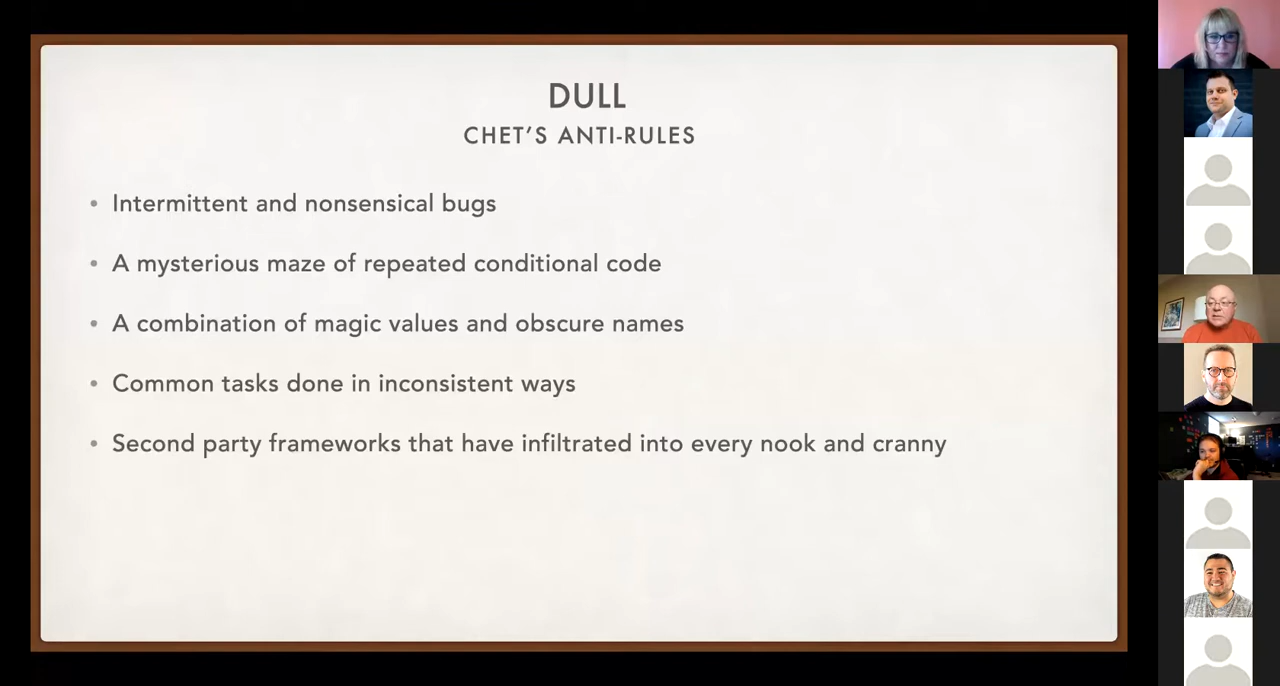 DULL
CHET'S ANTI-RULES
• Intermittent and nonsensical bugs
• A mysterious maze of repeated conditional code
• A combination of magic values and obscure names
• Common tasks done in inconsistent ways
• Second party frameworks that have infiltrated into every nook and cranny